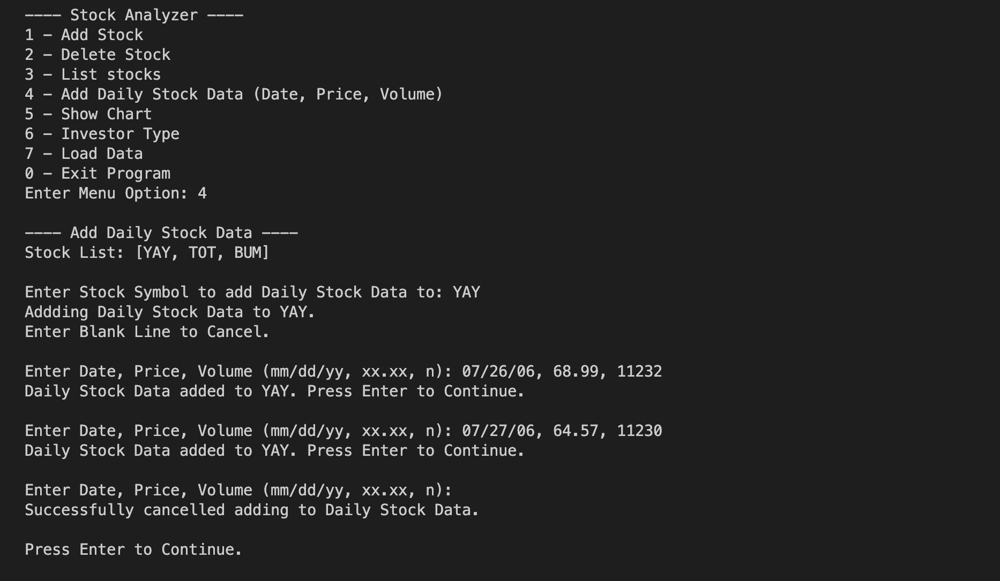 ---- Stock Analyzer ----
1 - Add Stock
2 - Delete Stock
3 - List stocks
4 - Add Daily Stock Data (Date, Price, Volume)
5 - Show Chart
6 - Investor Type
7 - Load Data
0 - Exit Program
Enter Menu Option: 4
---- Add Daily Stock Data ----
Stock List: [YAY, TOT, BUM]
Enter Stock Symbol to add Daily Stock Data to: YAY
Addding Daily Stock Data to YAY.
Enter Blank Line to Cancel.
Enter Date, Price, Volume (mm/dd/yy, xx.xx, n): 07/26/06, 68.99, 11232
Daily Stock Data added to YAY. Press Enter to Continue.
Enter Date, Price, Volume (mm/dd/yy, xx.xx, n): 07/27/06, 64.57, 11230
Daily Stock Data added to YAY. Press Enter to Continue.
Enter Date, Price, Volume (mm/dd/yy, xx.xx, n):
Successfully cancelled adding to Daily Stock Data.
Press Enter to Continue.